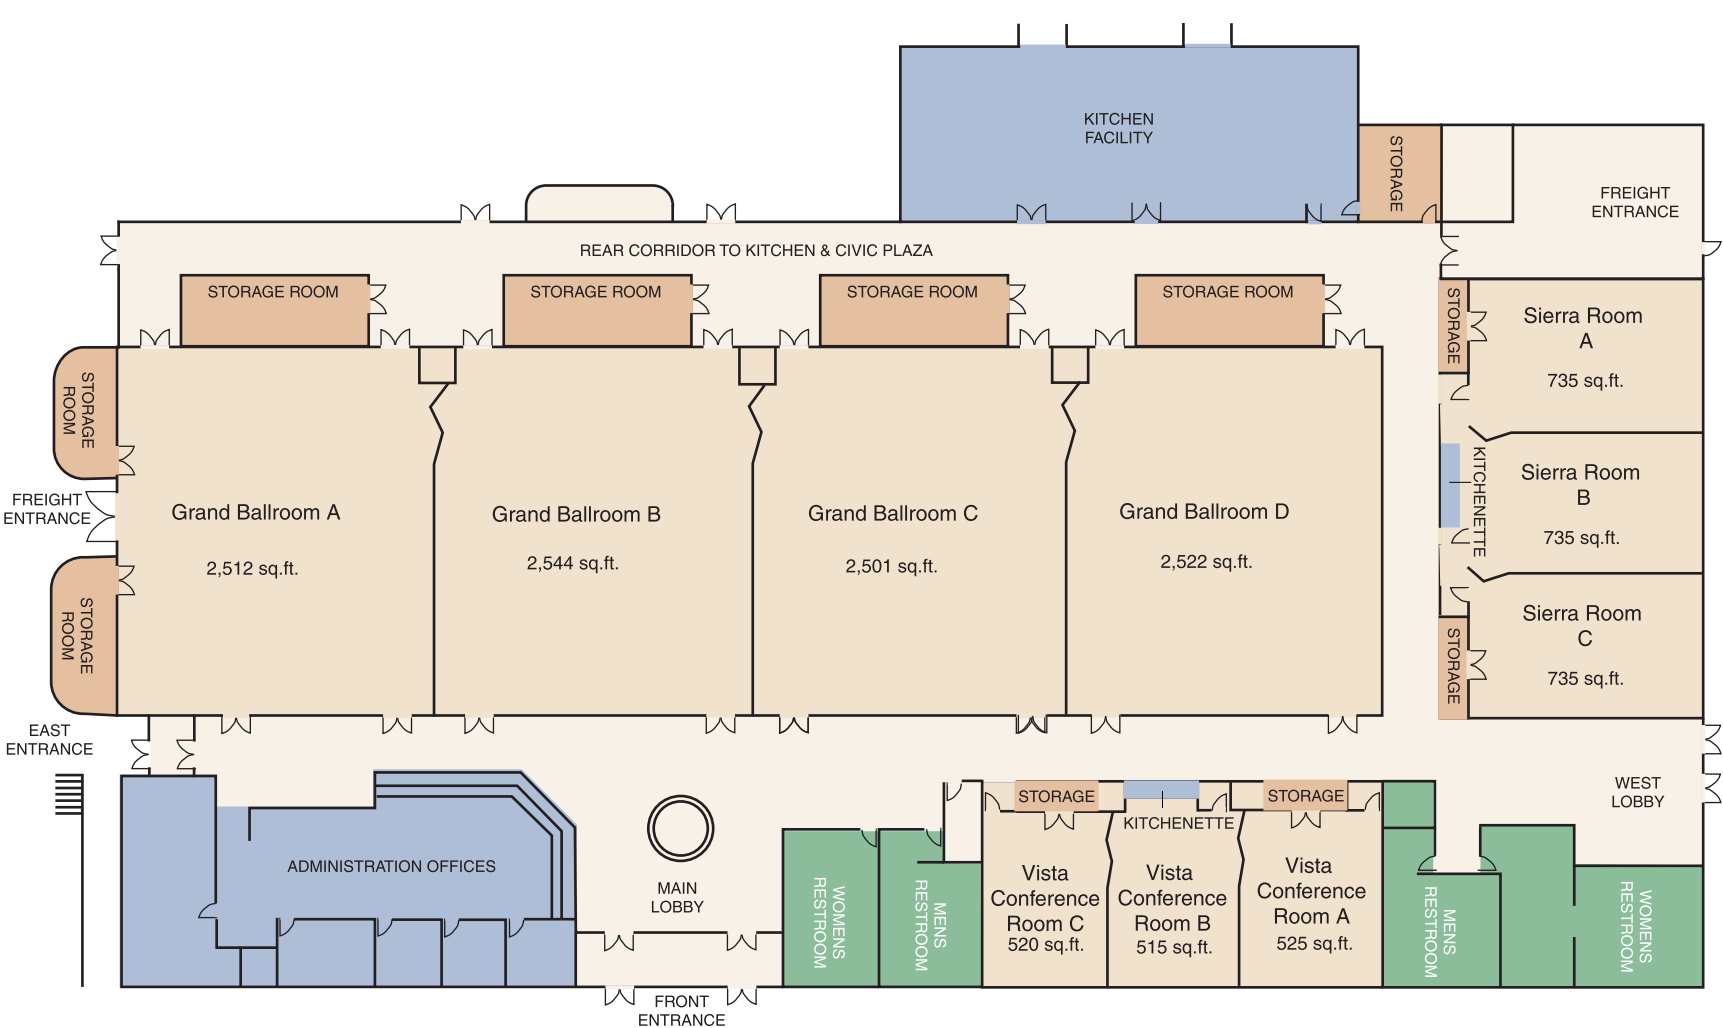 KITCHEN
FACILITY
STORAGE
FREIGHT
ENTRANCE
REAR CORRIDOR TO KITCHEN & CIVIC PLAZA
STORAGE ROOM
STORAGE ROOM
STORAGE ROOM
STORAGE ROOM
STORAGE
Sierra Room
A
735 sq.ft.
STORAGE
ROOM
FREIGHT
ENTRANCE
Grand Ballroom A
2,512 sq.ft.
Grand Ballroom B
2,544 sq.ft.
Grand Ballroom C
2,501 sq.ft.
Grand Ballroom D
2,522 sq.ft.
KITCHENETTE
Sierra Room
B
735 sq.ft.
STORAGE
ROOM
STORAGE
Sierra Room
C
735 sq.ft.
EAST
ENTRANCE
WEST
LOBBY
ADMINISTRATION OFFICES
MAIN
LOBBY
STORAGE
KITCHENETTE
STORAGE
WOMENS
RESTROOM
MENS
RESTROOM
Vista
Conference
Room C
520 sq.ft.
Vista
Conference
Room B
515 sq.ft.
Vista
Conference
Room A
525 sq.ft.
MENS
RESTROOM
WOMENS
RESTROOM
FRONT
ENTRANCE